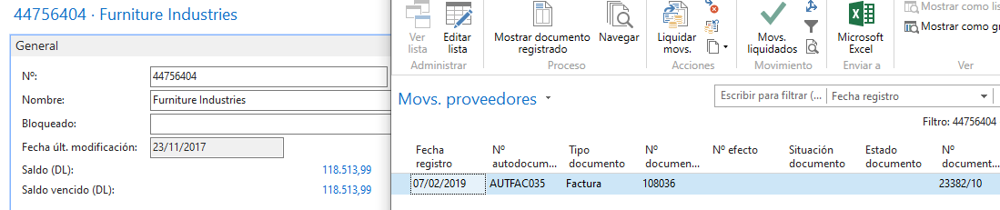 44756404 · Furniture Industries
General
Nº: 44756404
Nombre: Furniture Industries
Bloqueado:
Fecha últ. modificación: 23/11/2017
Saldo (DL): 118.513,99
Saldo vencido (DL): 118.513,99
Ver lista
Editar lista
Administrar
Mostrar documento registrado
Navegar
Proceso
Liquidar movs.
Acciones
Movs. liquidados
Movimiento
Microsoft Excel
Enviar a
Mostrar como lis
Mostrar como gr
Ver
Movs. proveedores
Escribir para filtrar (... Fecha registro
Filtro: 44756404
Fecha registro
Nº autodocum...
Tipo documento
Nº documen...
Nº efecto
Situación documento
Estado documento
Nº document...
07/02/2019 AUTFAC035 Factura 108036 23382/10